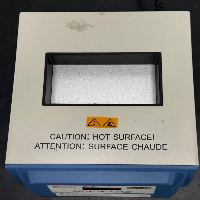 CAUTION: HOT SURFACE!
ATTENTION: SURFACE CHAUDE